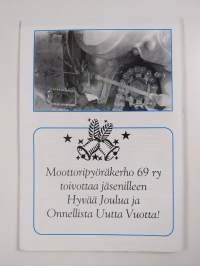 Moottoripyöräkerho 69 ry
toivottaa jäsenilleen
Hyvää Joulua ja
Onnellista Uutta Vuotta!